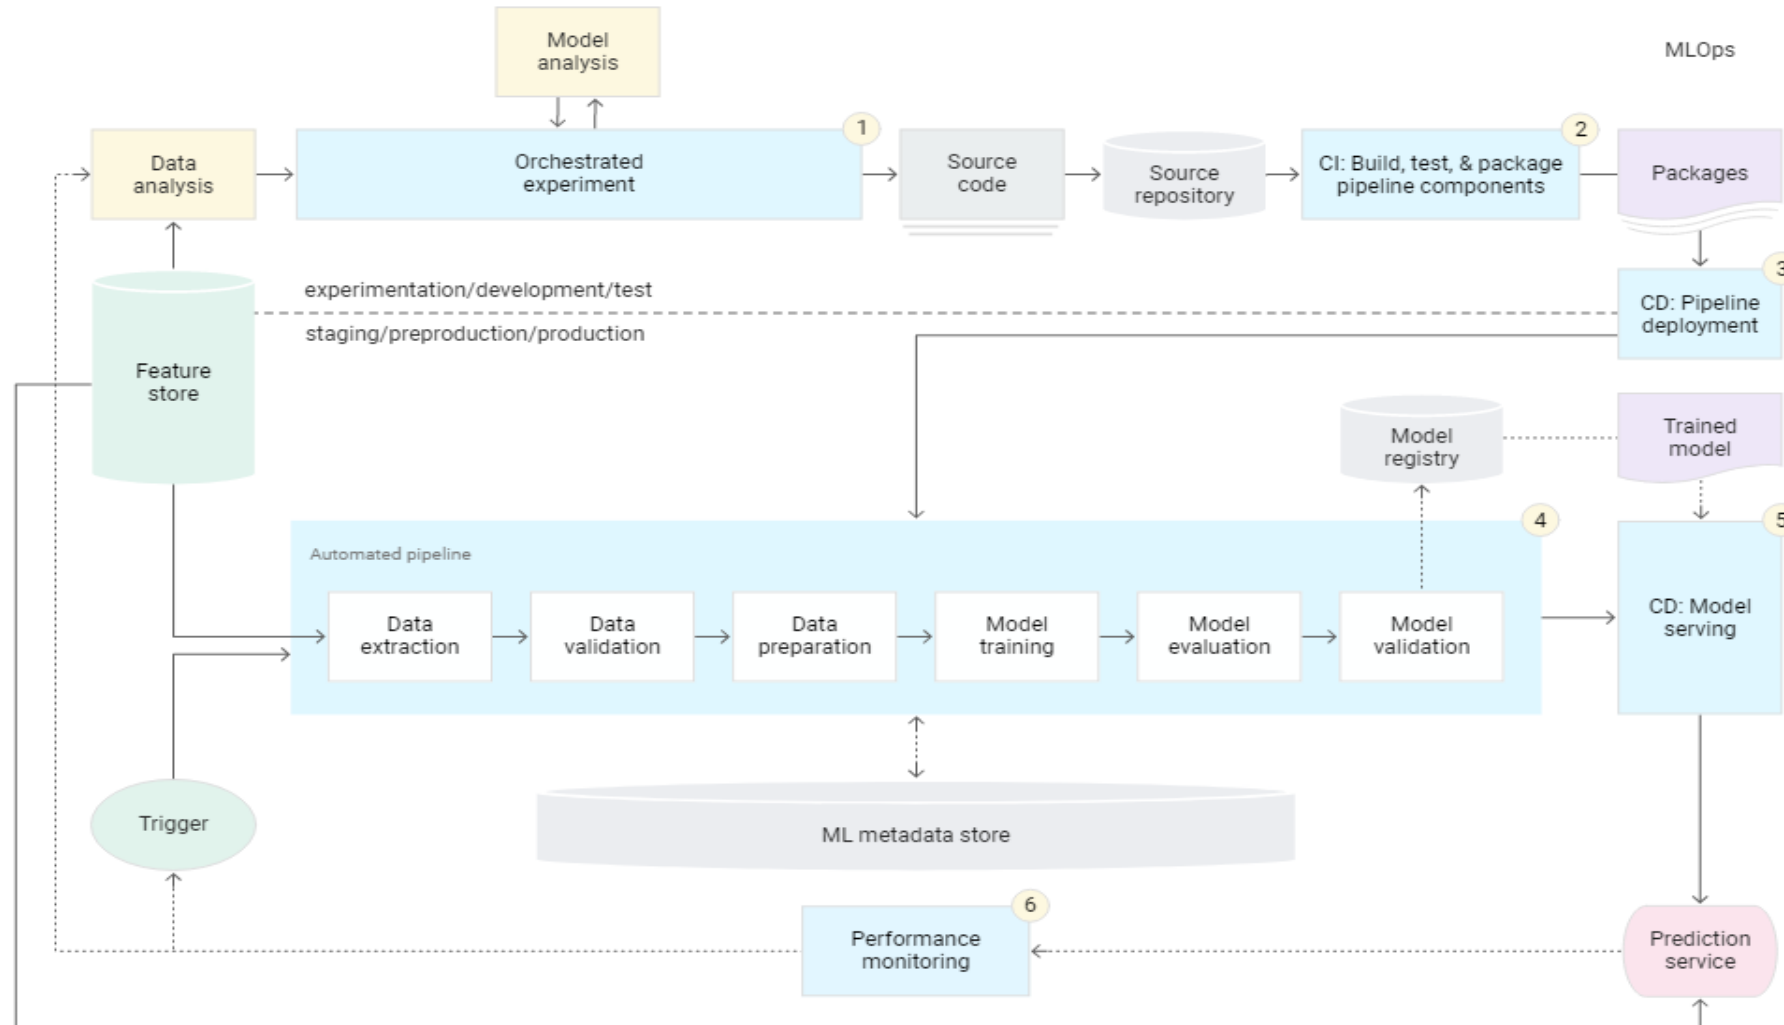 Model
analysis
MLOps
1
2
Data
analysis
Orchestrated
experiment
Source
code
Source
repository
CI: Build, test, & package
pipeline components
Packages
3
experimentation/development/test
staging/preproduction/production
CD: Pipeline
deployment
Feature
store
Model
registry
Trained
model
4
5
Automated pipeline
Data
extraction
Data
validation
Data
preparation
Model
training
Model
evaluation
Model
validation
CD: Model
serving
Trigger
ML metadata store
6
Performance
monitoring
Prediction
service